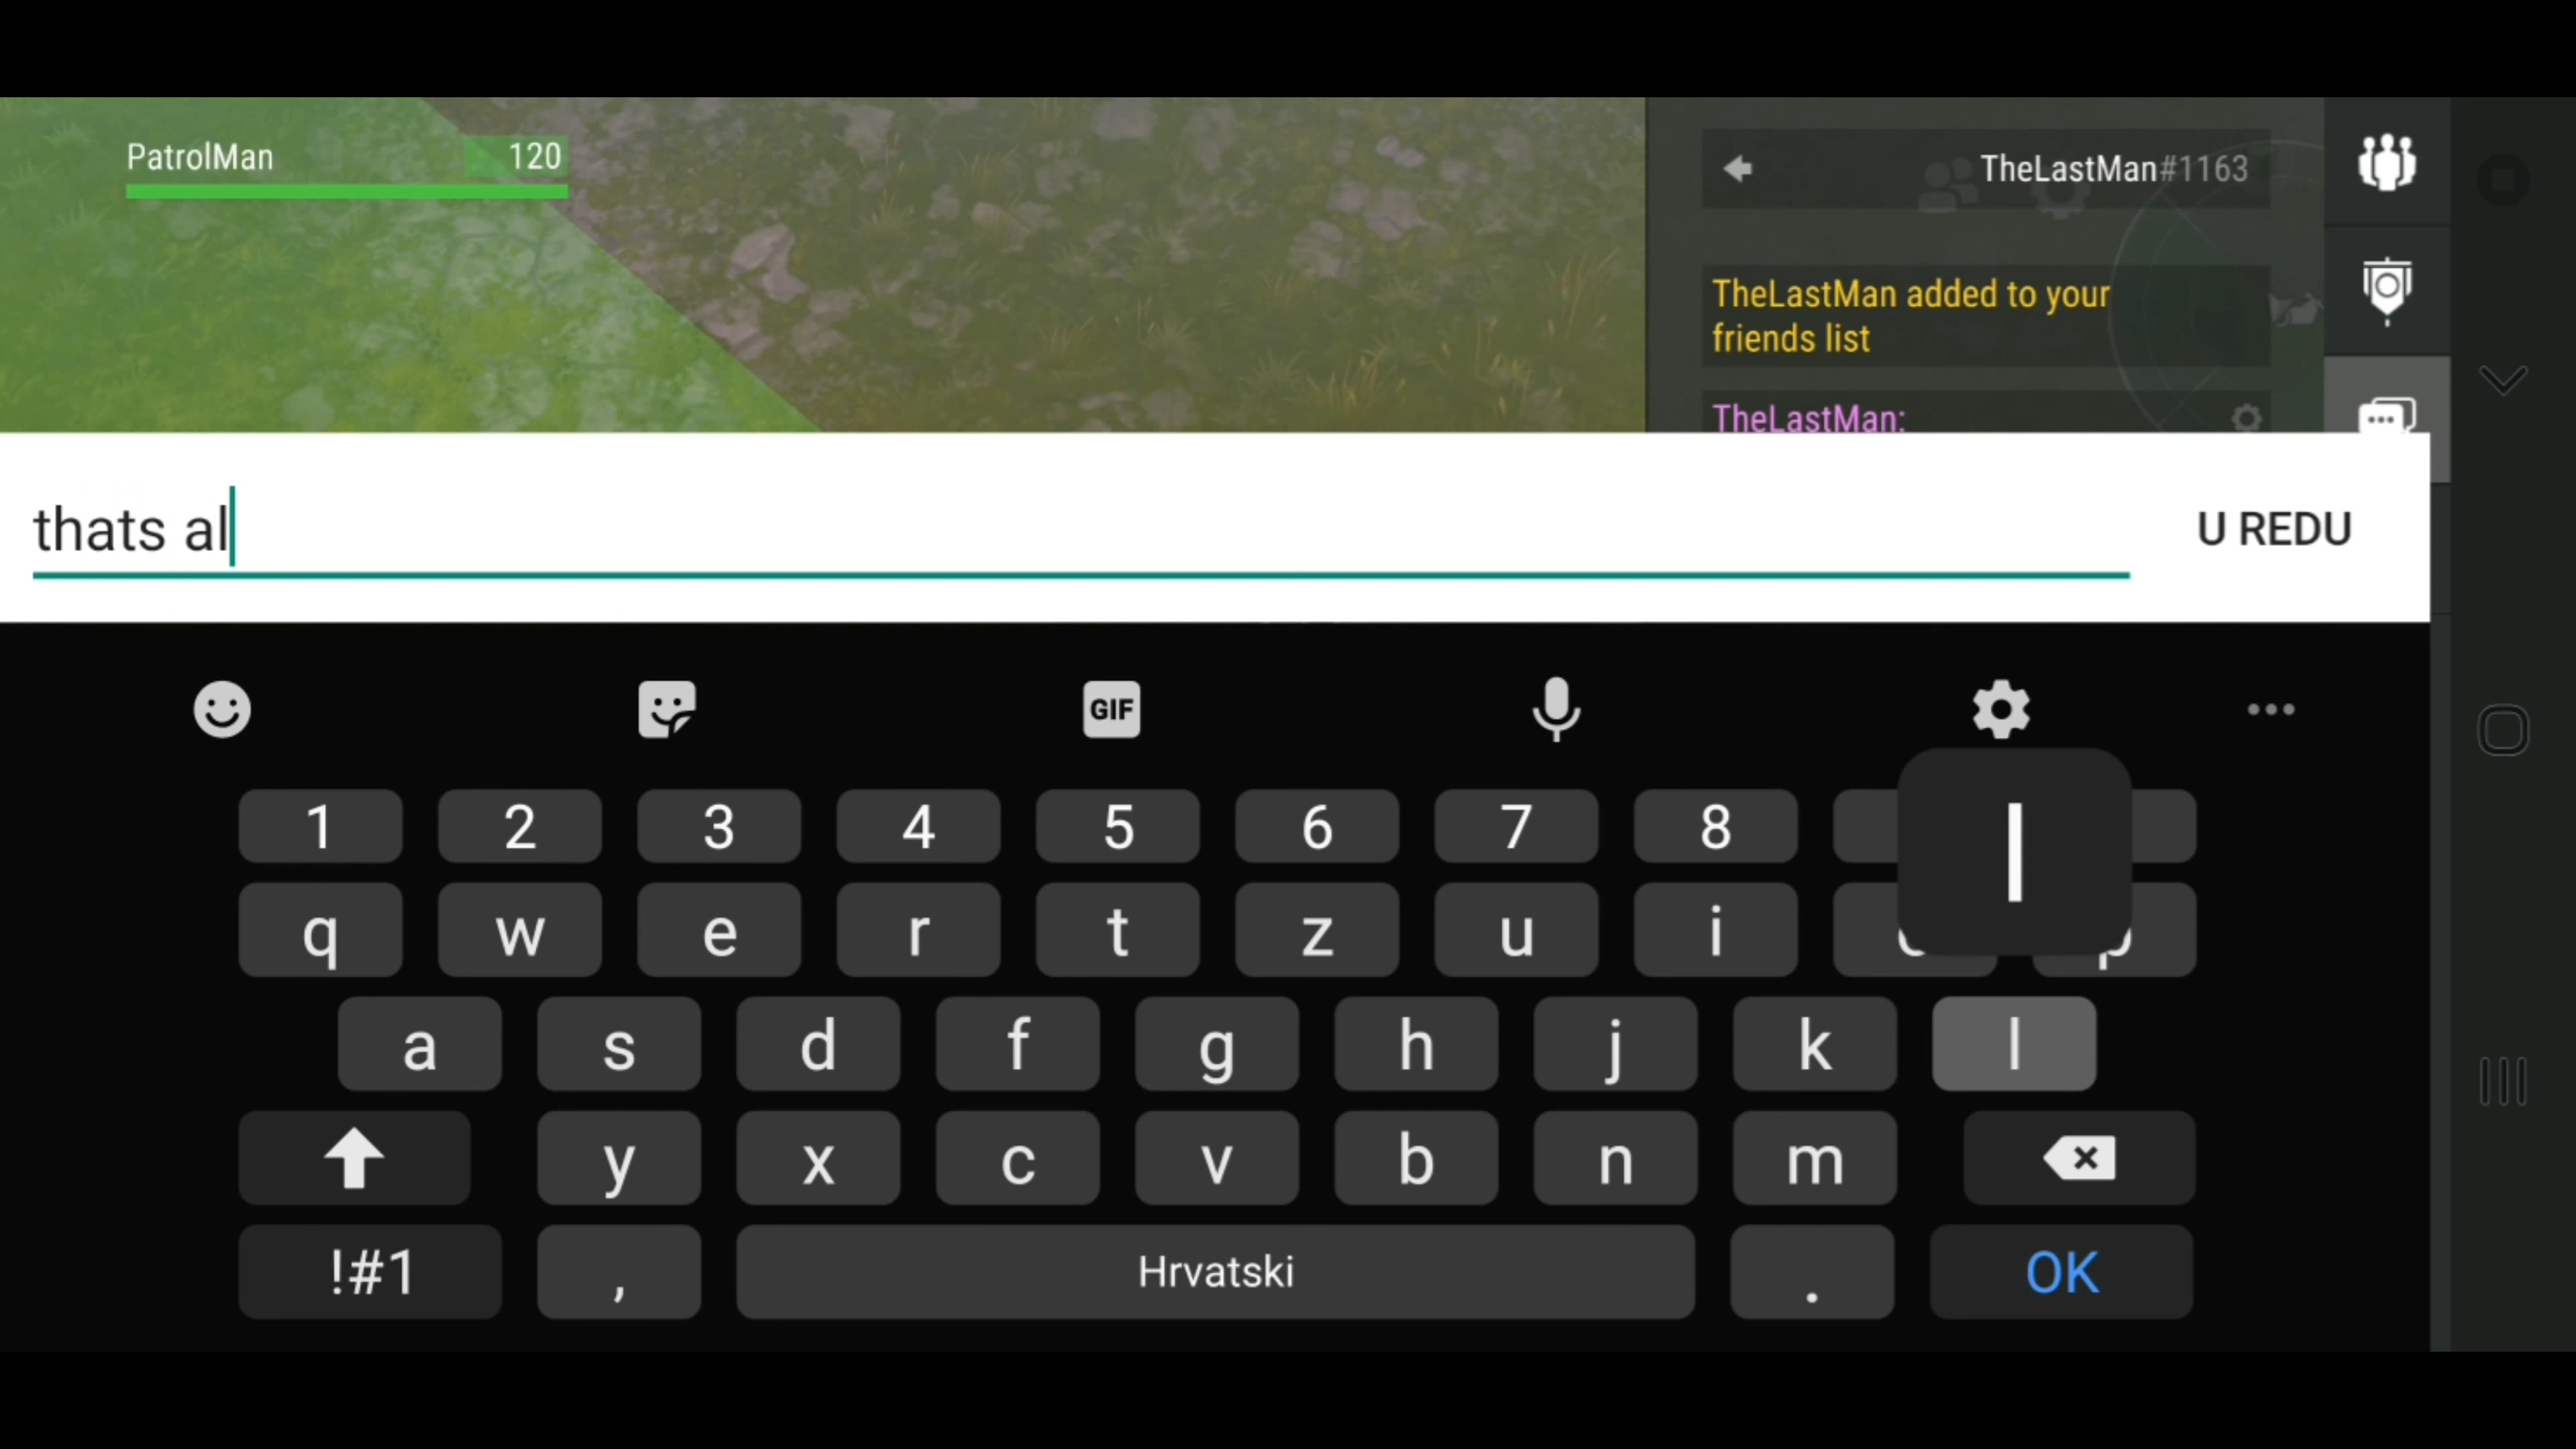 PatrolMan 120
TheLastMan#1163
TheLastMan added to your
friends list
TheLastMan:
thats al
U REDU
GIF
1 2 3 4 5 6 7 8
l
q w e r t z u i p
a s d f g h j k l
y x c v b n m
!#1 , Hrvatski . OK